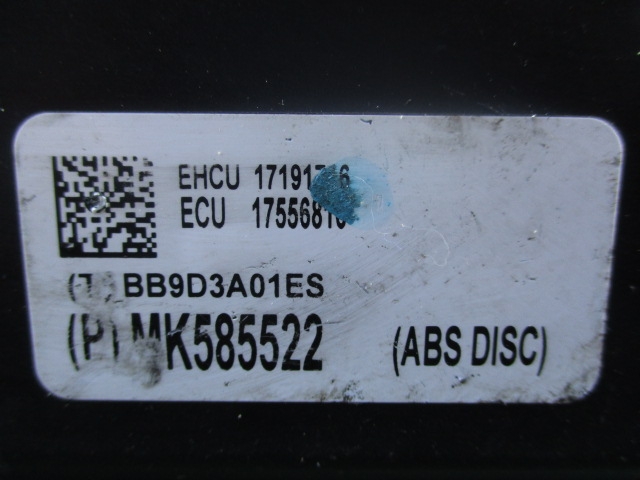 EHCU
ECU
(T) BB9D3A01ES
(P) MK585522 (ABS DISC)